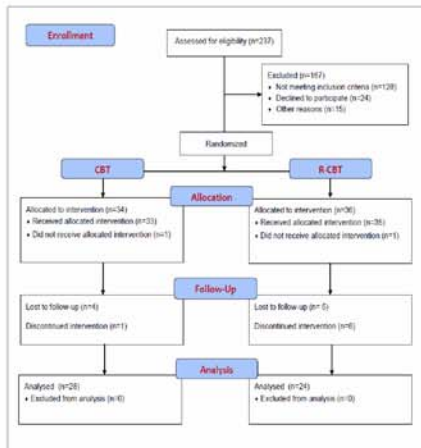 Enrollment
Assessed for eligibility (n=237)
Excluded (n=167)
• Not meeting inclusion criteria (n=128)
• Declined to participate (n=24)
• Other reasons (n=15)
Randomized
CBT
R-CBT
Allocation
Allocated to intervention (n=34)
• Received allocated intervention (n=33)
• Did not receive allocated intervention (n=1)
Allocated to intervention (n=36)
• Received allocated intervention (n=35)
• Did not receive allocated intervention (n=1)
Follow-Up
Lost to follow-up (n=4)
Discontinued intervention (n=1)
Lost to follow-up (n= 5)
Discontinued intervention (n=6)
Analysis
Analysed (n=28)
• Excluded from analysis (n=6)
Analysed (n=24)
• Excluded from analysis (n=0)